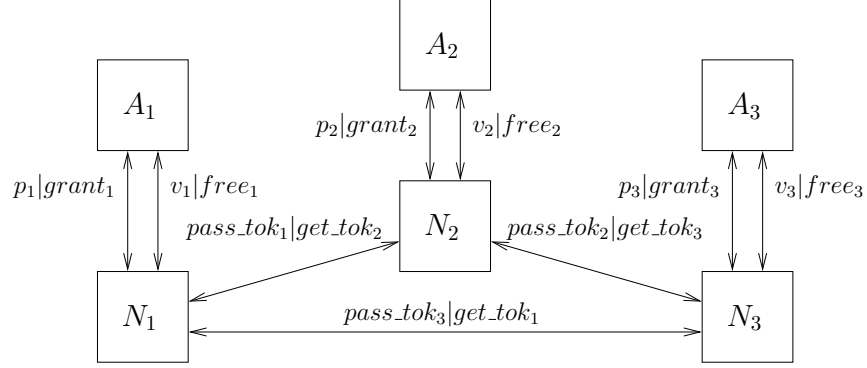 A₂
A₁
A₃
p₂|grant₂
v₂|free₂
p₁|grant₁
v₁|free₁
p₃|grant₃
v₃|free₃
pass_tok₁|get_tok₂
N₂
pass_tok₂|get_tok₃
N₁
pass_tok₃|get_tok₁
N₃